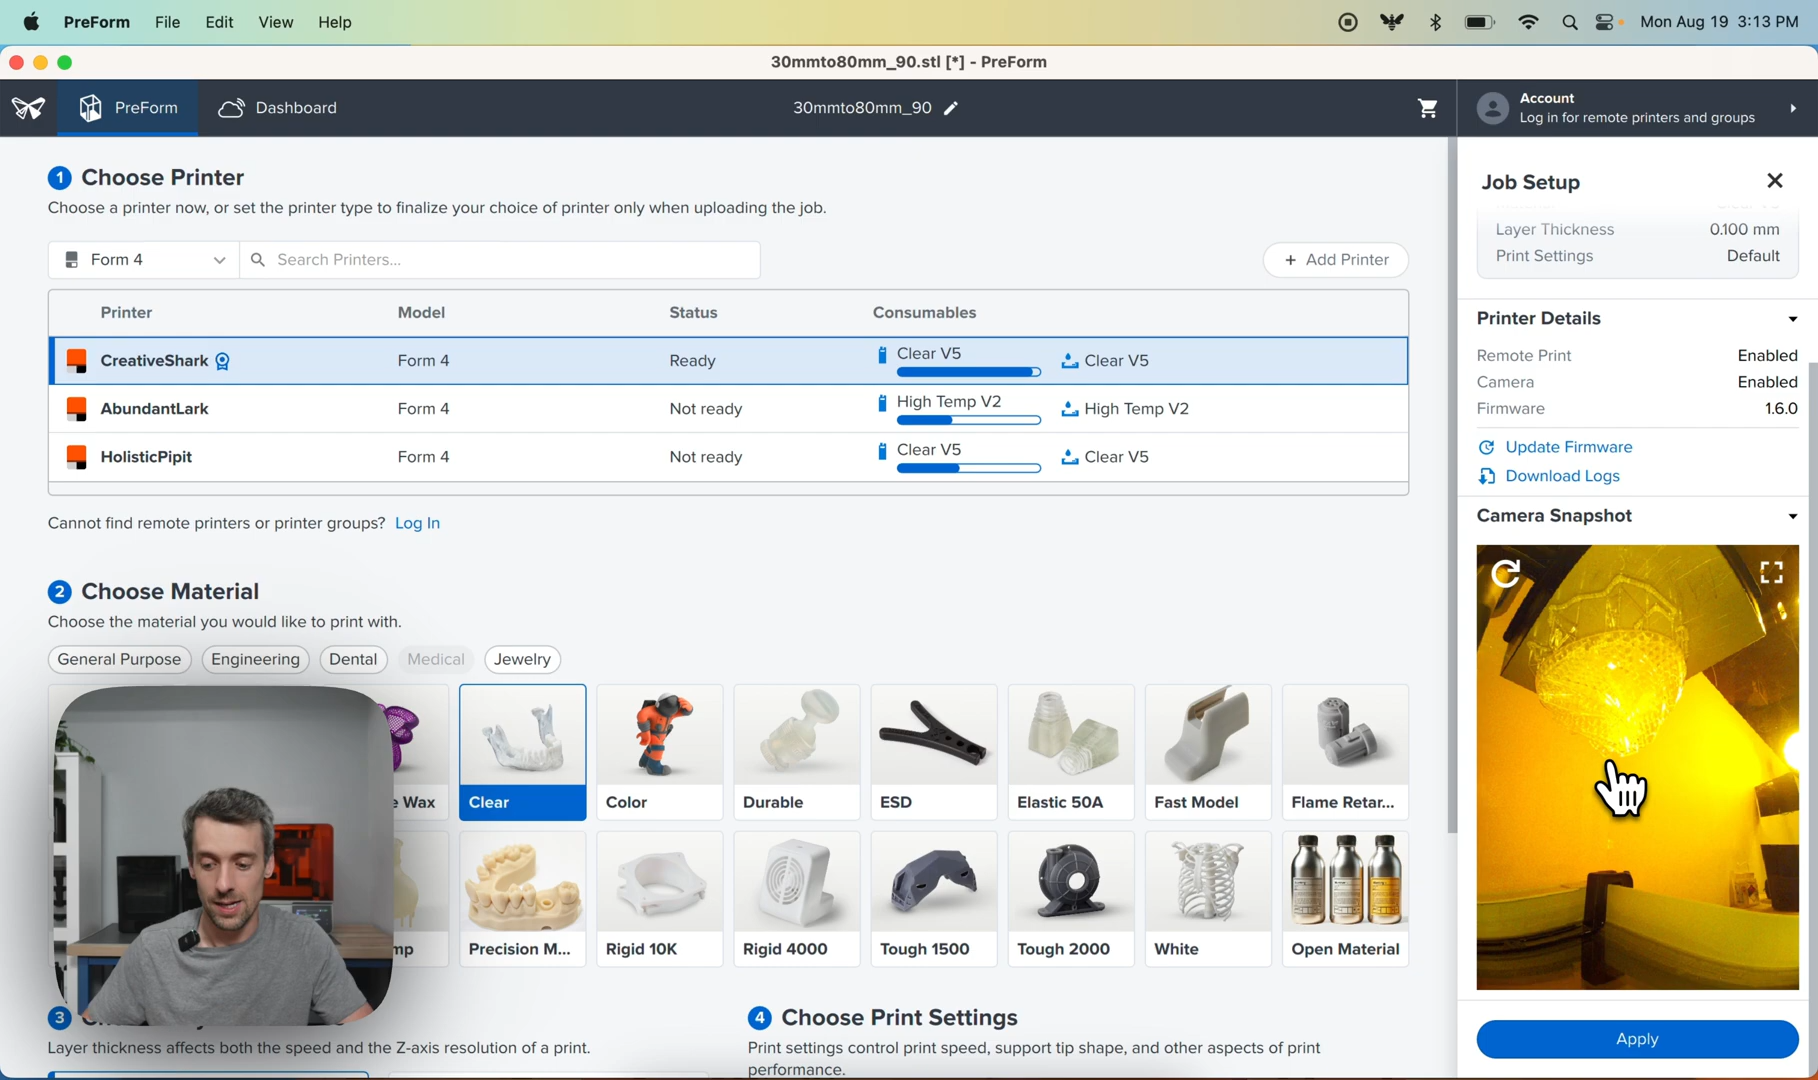 PreForm File Edit View Help Mon Aug 19 3:13 PM
30mmto80mm_90.stl [*] - PreForm
PreForm Dashboard 30mmto80mm_90
Account
Log in for remote printers and groups
1 Choose Printer
Choose a printer now, or set the printer type to finalize your choice of printer only when uploading the job.
Form 4 Search Printers... + Add Printer
Printer Model Status Consumables
CreativeShark Form 4 Ready Clear V5 Clear V5
AbundantLark Form 4 Not ready High Temp V2 High Temp V2
HolisticPipit Form 4 Not ready Clear V5 Clear V5
Cannot find remote printers or printer groups? Log In
2 Choose Material
Choose the material you would like to print with.
General Purpose Engineering Dental Medical Jewelry
e Wax Clear Color Durable ESD Elastic 50A Fast Model Flame Retar...
mp Precision M... Rigid 10K Rigid 4000 Tough 1500 Tough 2000 White Open Material
3
Layer thickness affects both the speed and the Z-axis resolution of a print.
4 Choose Print Settings
Print settings control print speed, support tip shape, and other aspects of print
performance.
Job Setup
Layer Thickness 0.100 mm
Print Settings Default
Printer Details
Remote Print Enabled
Camera Enabled
Firmware 1.6.0
Update Firmware
Download Logs
Camera Snapshot
Apply